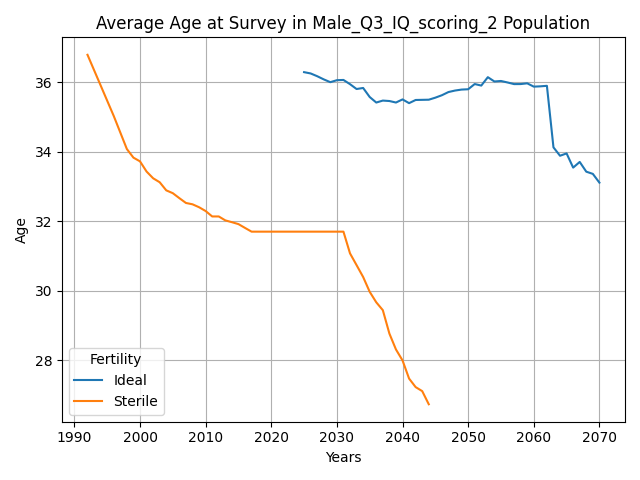 Average Age at Survey in Male_Q3_IQ_scoring_2 Population
Age
36
34
32
30
28
Fertility
Ideal
Sterile
1990 2000 2010 2020 2030 2040 2050 2060 2070
Years